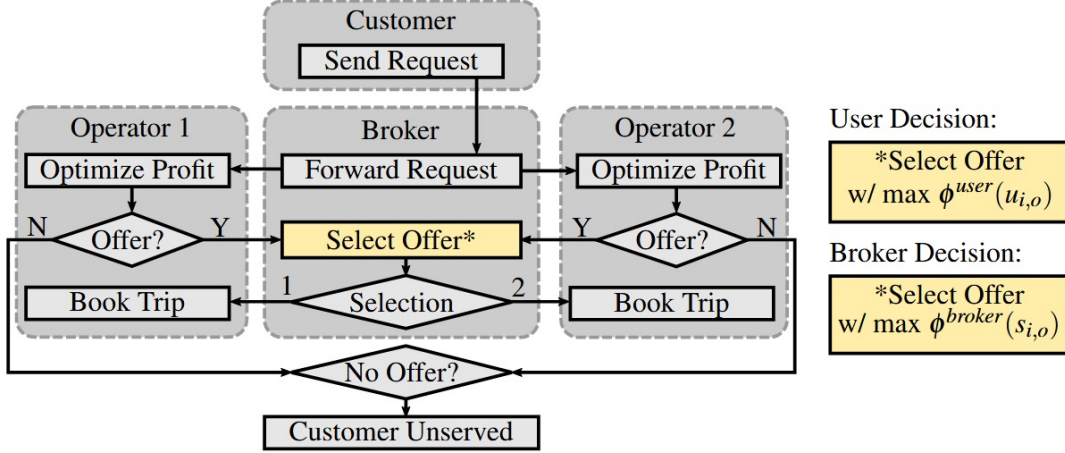 Customer
Send Request
Operator 1
Broker
Operator 2
Optimize Profit
Forward Request
Optimize Profit
N
Offer?
Y
Select Offer*
Y
Offer?
N
Book Trip
1
Selection
2
Book Trip
No Offer?
Customer Unserved
User Decision:
*Select Offer
w/ max ϕ^{user}(u_{i,o})
Broker Decision:
*Select Offer
w/ max ϕ^{broker}(s_{i,o})